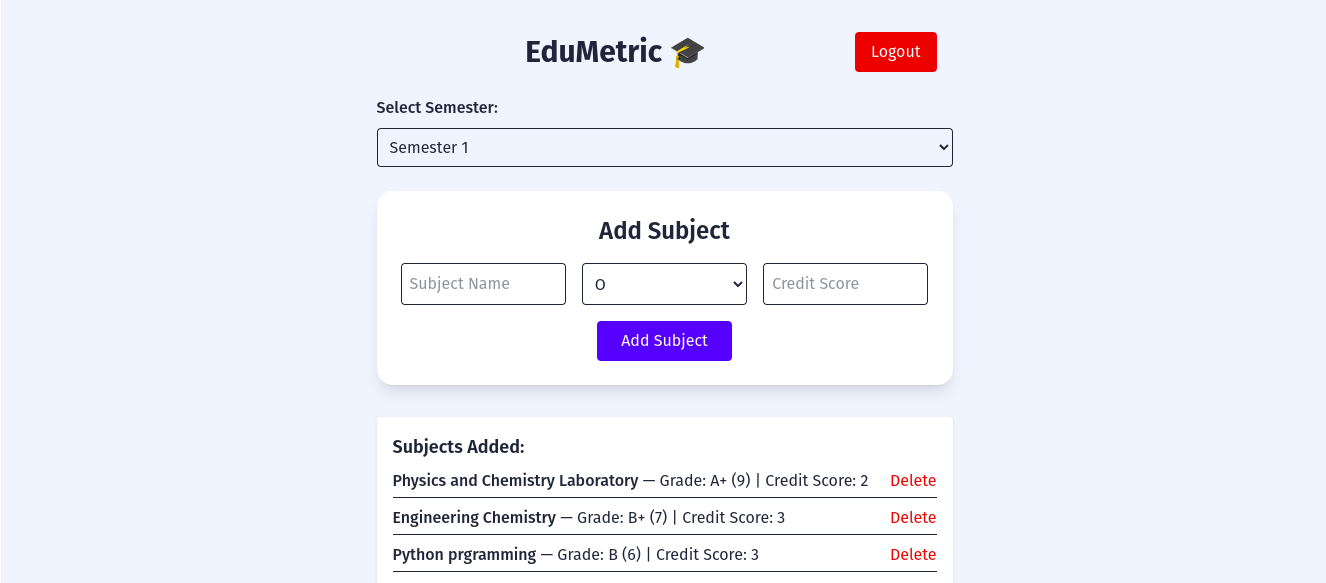 EduMetric 🎓
Logout
Select Semester:
Semester 1
Add Subject
Subject Name
O
Credit Score
Add Subject
Subjects Added:
Physics and Chemistry Laboratory — Grade: A+ (9) | Credit Score: 2 Delete
Engineering Chemistry — Grade: B+ (7) | Credit Score: 3 Delete
Python prgramming — Grade: B (6) | Credit Score: 3 Delete